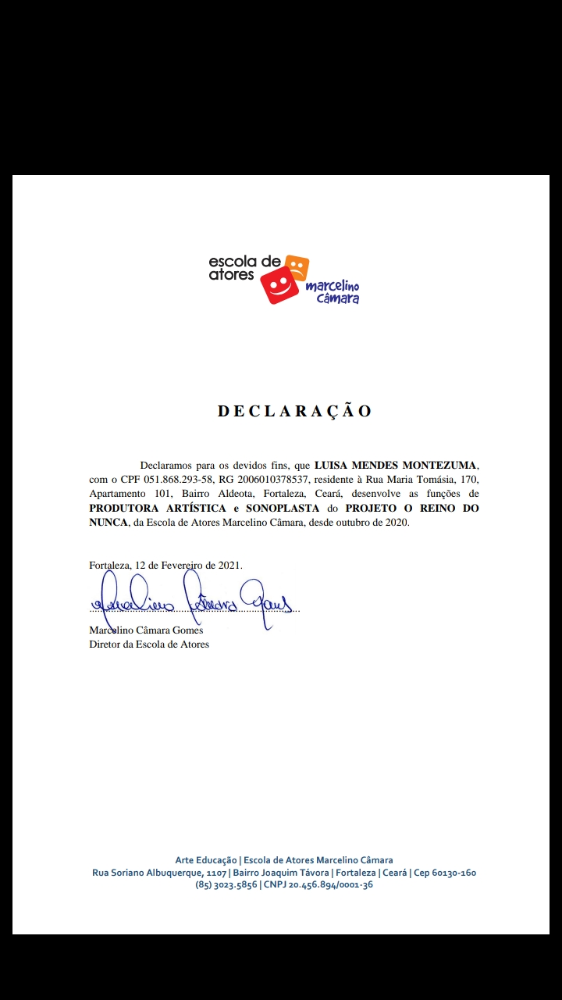 escola de
atores
marcelino
câmara
DECLARAÇÃO
Declaramos para os devidos fins, que LUISA MENDES MONTEZUMA,
com o CPF 051.868.293-58, RG 2006010378537, residente à Rua Maria Tomásia, 170,
Apartamento 101, Bairro Aldeota, Fortaleza, Ceará, desenvolve as funções de
PRODUTORA ARTÍSTICA e SONOPLASTA do PROJETO O REINO DO
NUNCA, da Escola de Atores Marcelino Câmara, desde outubro de 2020.
Fortaleza, 12 de Fevereiro de 2021.
Marcelino Câmara Gomes
Marcelino Câmara Gomes
Diretor da Escola de Atores
Arte Educação | Escola de Atores Marcelino Câmara
Rua Soriano Albuquerque, 1107 | Bairro Joaquim Távora | Fortaleza | Ceará | Cep 60130-160
(85) 3023.5856 | CNPJ 20.456.894/0001-36